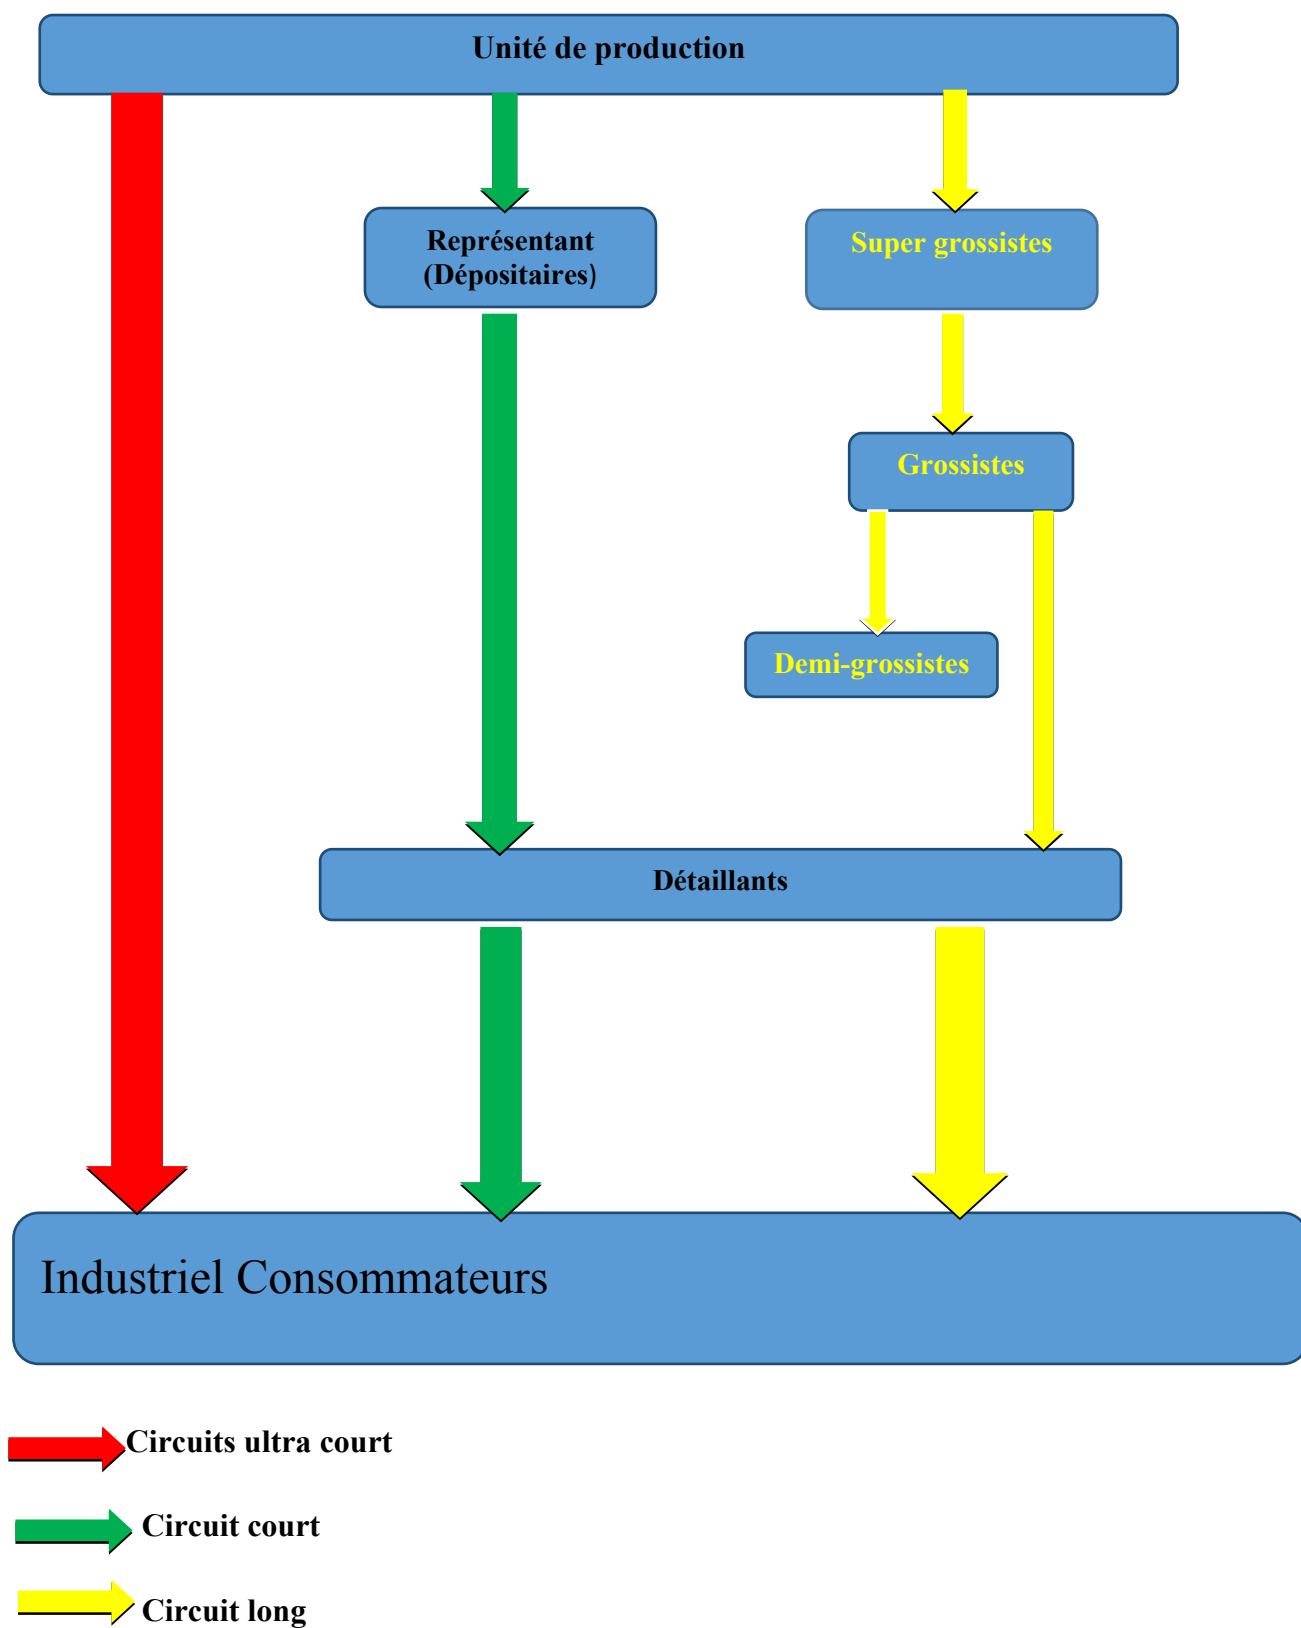 Unité de production
Représentant
(Dépositaires)
Super grossistes
Grossistes
Demi-grossistes
Détaillants
Industriel Consommateurs
Circuits ultra court
Circuit court
Circuit long